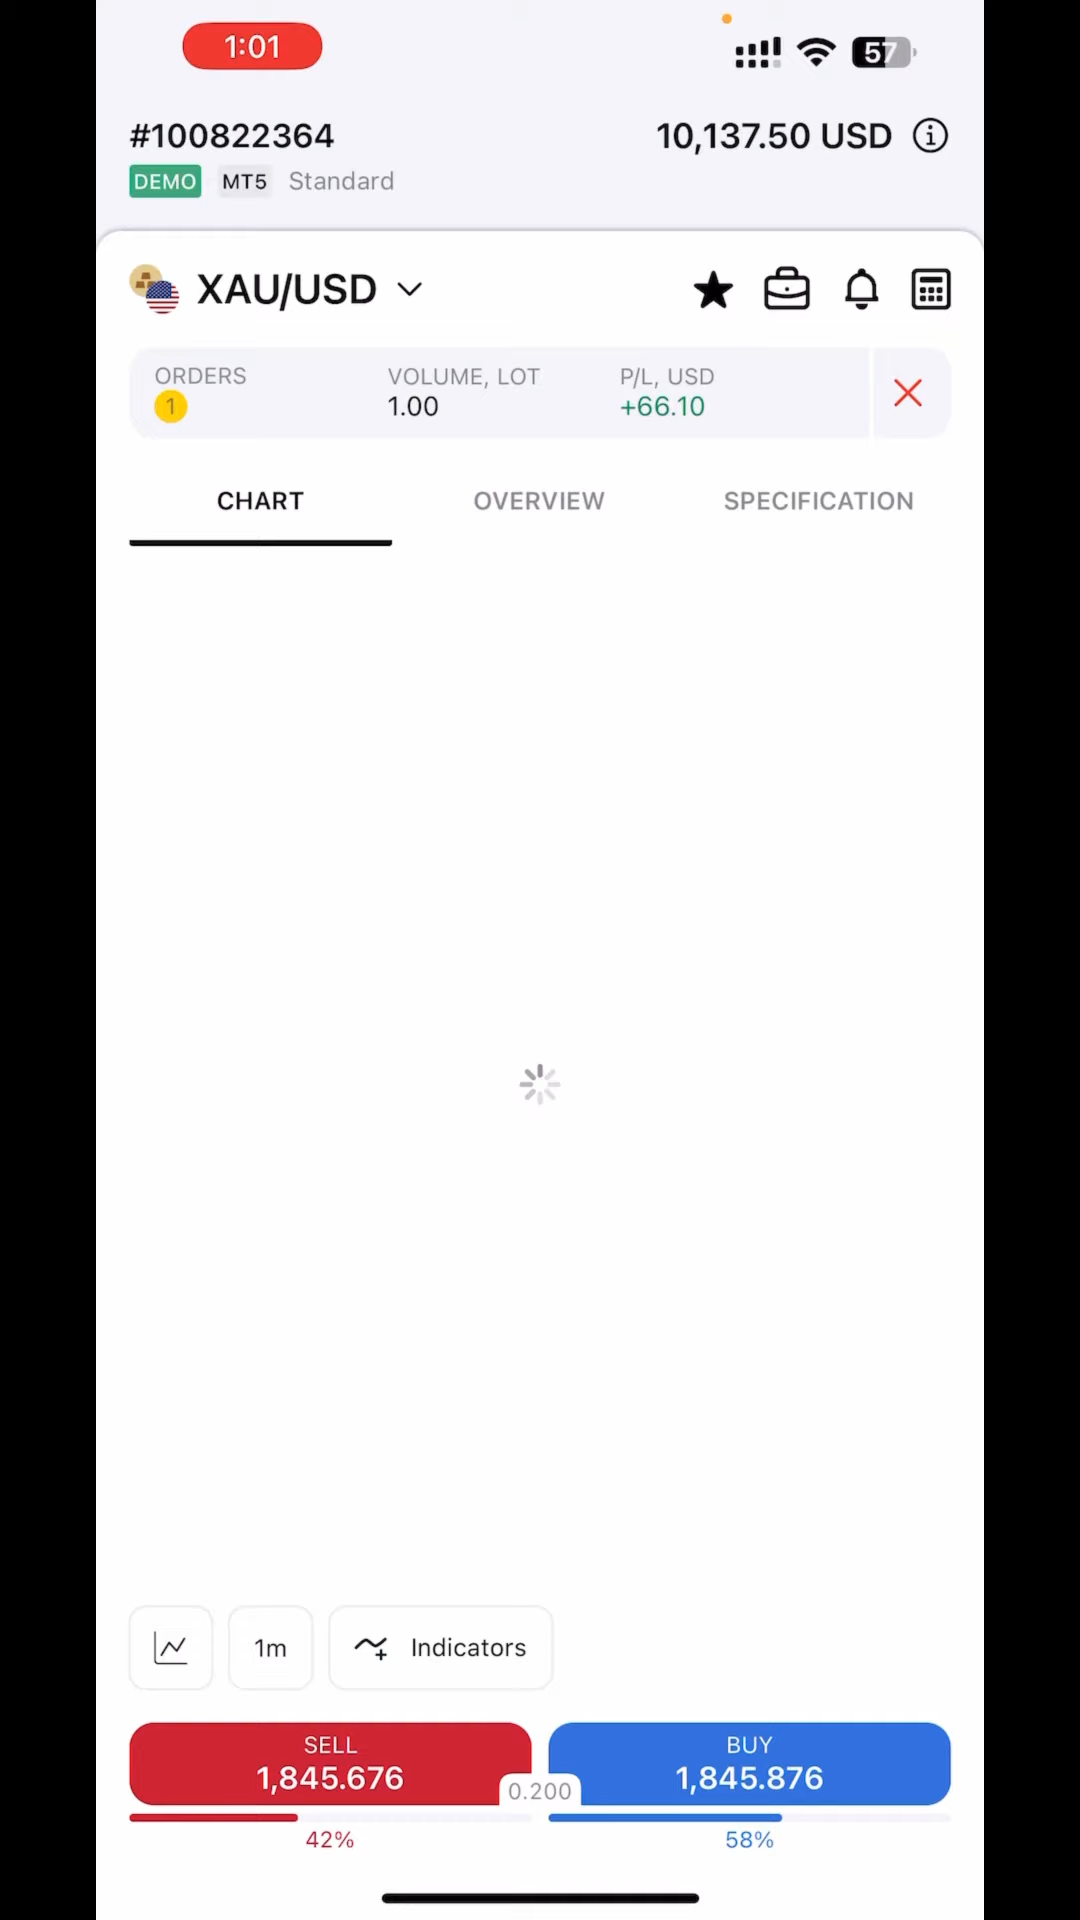 1:01
57
#100822364
10,137.50 USD
DEMO MT5 Standard
XAU/USD
ORDERS VOLUME, LOT P/L, USD
1 1.00 +66.10
CHART OVERVIEW SPECIFICATION
1m Indicators
SELL BUY
1,845.676 0.200 1,845.876
42% 58%